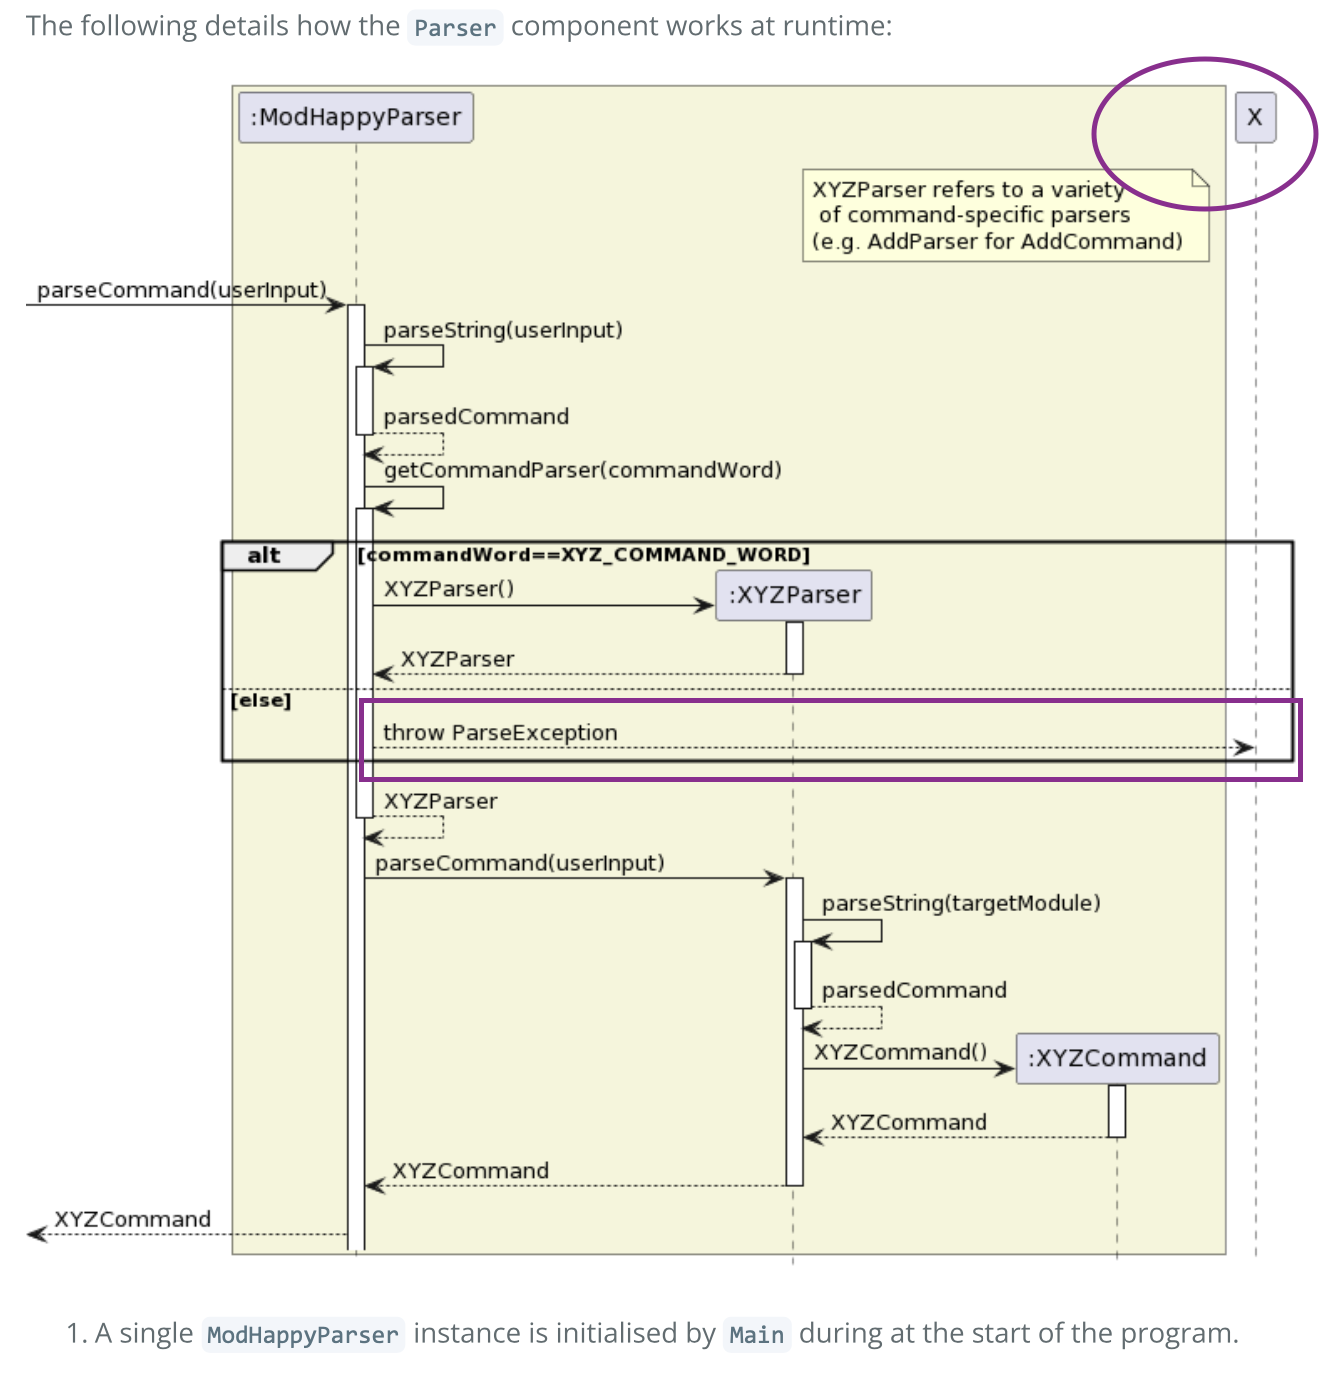 The following details how the Parser component works at runtime:
:ModHappyParser
X
XYZParser refers to a variety
of command-specific parsers
(e.g. AddParser for AddCommand)
parseCommand(userInput)
parseString(userInput)
parsedCommand
getCommandParser(commandWord)
alt
[commandWord==XYZ_COMMAND_WORD]
XYZParser()
:XYZParser
XYZParser
[else]
throw ParseException
XYZParser
parseCommand(userInput)
parseString(targetModule)
parsedCommand
XYZCommand()
:XYZCommand
XYZCommand
XYZCommand
XYZCommand
1. A single ModHappyParser instance is initialised by Main during at the start of the program.